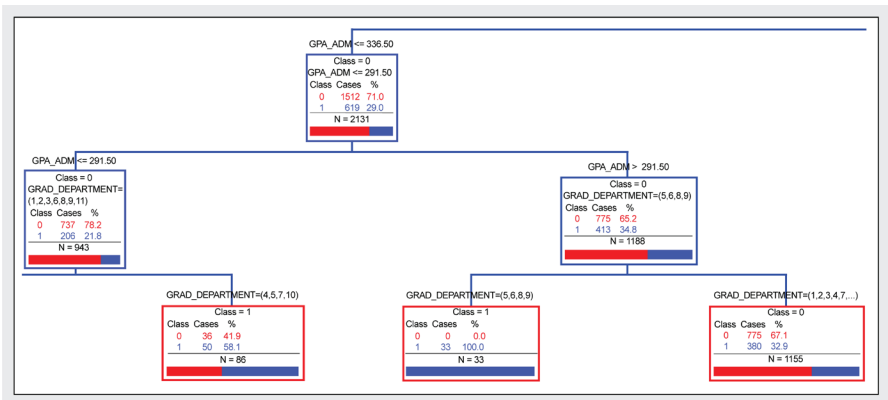 GPA_ADM <= 336.50
Class = 0
GPA_ADM <= 291.50
Class Cases %
0 1512 71.0
1 619 29.0
N = 2131
GPA_ADM <= 291.50
Class = 0
GRAD_DEPARTMENT=
(1,2,3,6,8,9,11)
Class Cases %
0 737 78.2
1 206 21.8
N = 943
GPA_ADM > 291.50
Class = 0
GRAD_DEPARTMENT=(5,6,8,9)
Class Cases %
0 775 65.2
1 413 34.8
N = 1188
GRAD_DEPARTMENT=(4,5,7,10)
Class = 1
Class Cases %
0 36 41.9
1 50 58.1
N = 86
GRAD_DEPARTMENT=(5,6,8,9)
Class = 1
Class Cases %
0 0 0.0
1 33 100.0
N = 33
GRAD_DEPARTMENT=(1,2,3,4,7,...)
Class = 0
Class Cases %
0 775 67.1
1 380 32.9
N = 1155